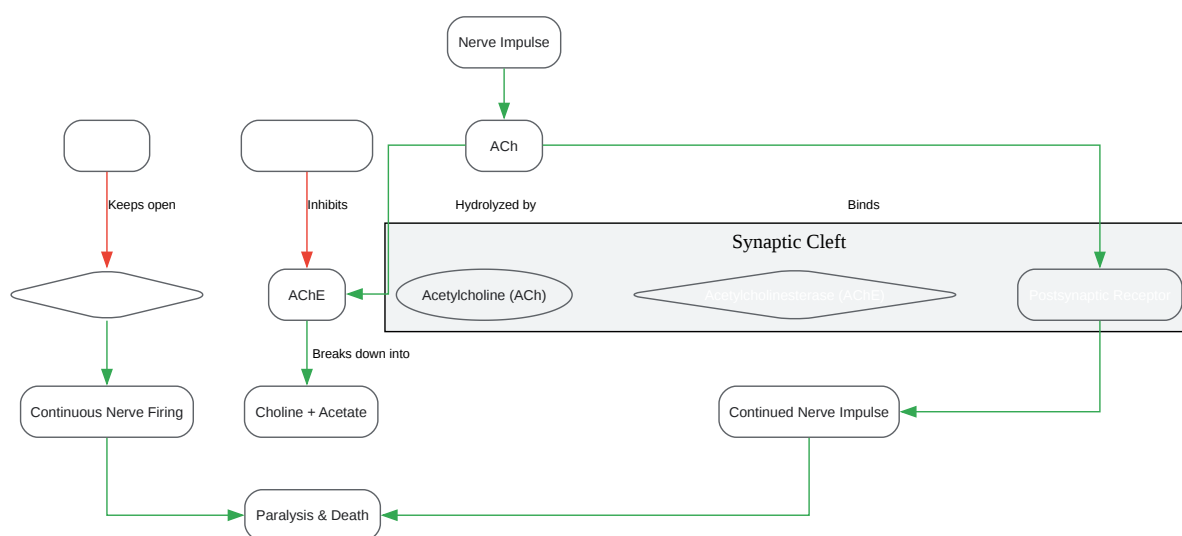 Nerve Impulse
ACh
Keeps open
Inhibits
Hydrolyzed by
Binds
Synaptic Cleft
AChE
Acetylcholine (ACh)
Acetylcholinesterase (AChE)
Postsynaptic Receptor
Breaks down into
Continuous Nerve Firing
Choline + Acetate
Continued Nerve Impulse
Paralysis & Death